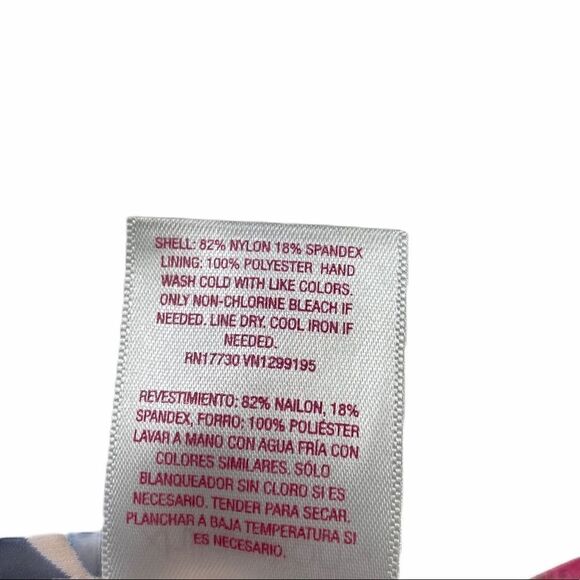 SHELL: 82% NYLON 18% SPANDEX
LINING: 100% POLYESTER HAND
WASH COLD WITH LIKE COLORS.
ONLY NON-CHLORINE BLEACH IF
NEEDED. LINE DRY. COOL IRON IF
NEEDED.
RN17730 VN1299195
REVESTIMIENTO: 82% NAILON, 18%
SPANDEX, FORRO: 100% POLIÉSTER
LAVAR A MANO CON AGUA FRÍA CON
COLORES SIMILARES. SÓLO
BLANQUEADOR SIN CLORO SI ES
NECESARIO. TENDER PARA SECAR.
PLANCHAR A BAJA TEMPERATURA SI
ES NECESARIO.